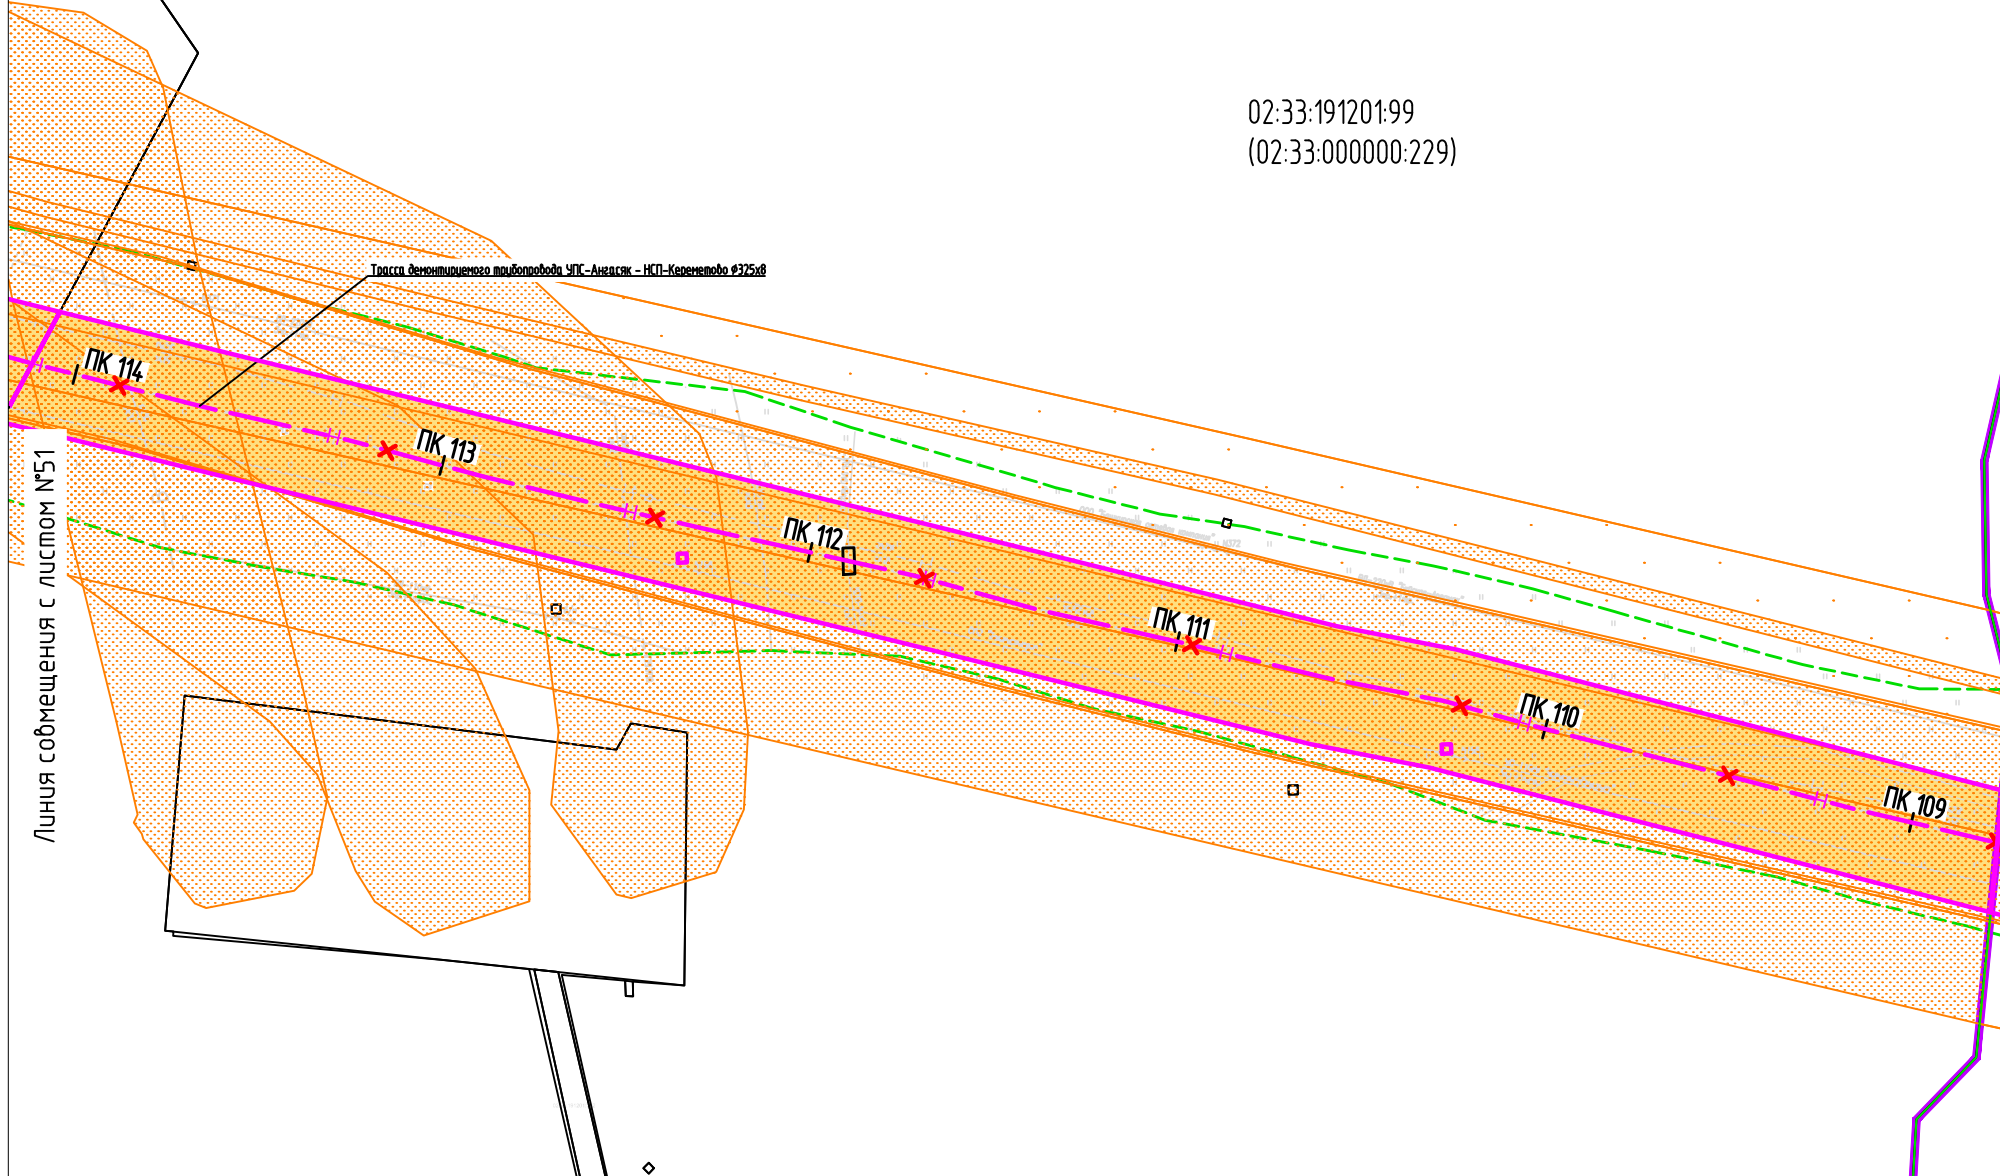 02:33:191201:99
(02:33:000000:229)
Трасса демонтируемого трубопровода УПС-Ангасяк - НСП-Кереметово ⌀325х8
ПК 114
ПК 113
ПК 112
ПК 111
ПК 110
ПК 109
Линия совмещения с листом №51